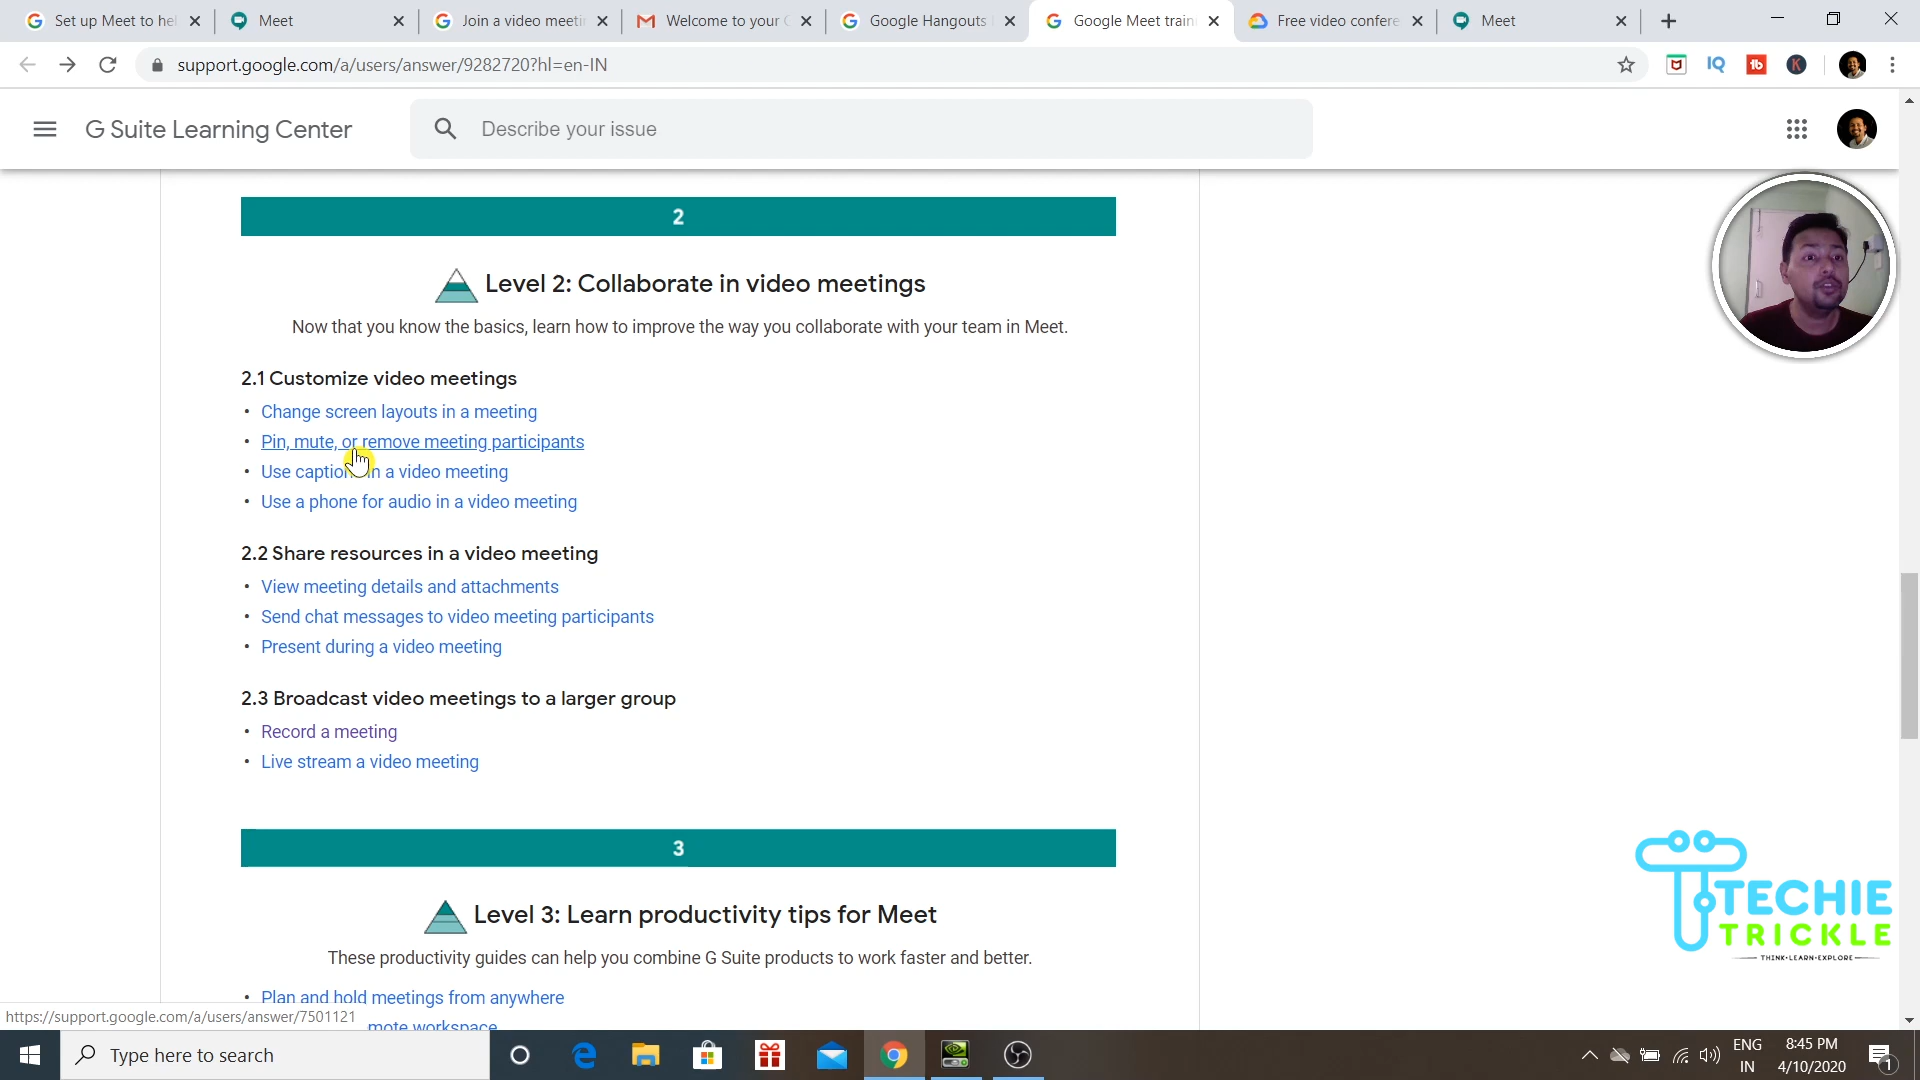 Set up Meet to hel
Meet
Join a video meetin
Welcome to your G
Google Hangouts
Google Meet traini
Free video confere
Meet
support.google.com/a/users/answer/9282720?hl=en-IN
G Suite Learning Center
Describe your issue
2
Level 2: Collaborate in video meetings
Now that you know the basics, learn how to improve the way you collaborate with your team in Meet.
2.1 Customize video meetings
• Change screen layouts in a meeting
• Pin, mute, or remove meeting participants
• Use caption in a video meeting
• Use a phone for audio in a video meeting
2.2 Share resources in a video meeting
• View meeting details and attachments
• Send chat messages to video meeting participants
• Present during a video meeting
2.3 Broadcast video meetings to a larger group
• Record a meeting
• Live stream a video meeting
3
Level 3: Learn productivity tips for Meet
These productivity guides can help you combine G Suite products to work faster and better.
• Plan and hold meetings from anywhere
mote workspace
https://support.google.com/a/users/answer/7501121
TECHIE
TRICKLE
THINK•LEARN•EXPLORE
Type here to search
ENG
IN
8:45 PM
4/10/2020
1